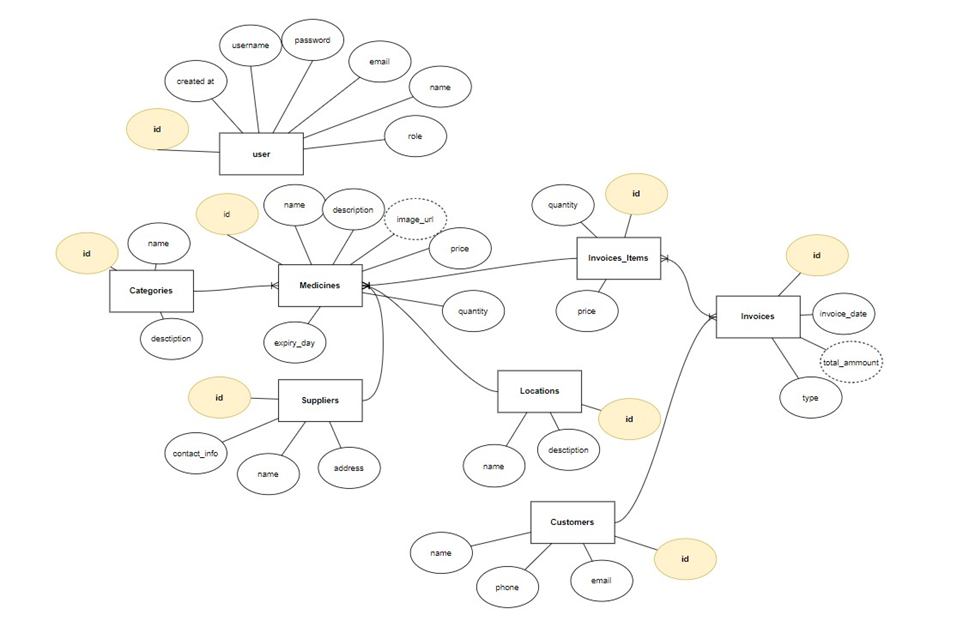 password
username
email
created at
name
id
role
user
id
quantity
name
description
id
image_url
name
price
id
id
Invoices_Items
Medicines
Categories
quantity
price
invoice_date
Invoices
desctiption
expiry_day
total_ammount
Locations
type
id
Suppliers
id
contact_info
desctiption
name
address
name
Customers
name
id
email
phone